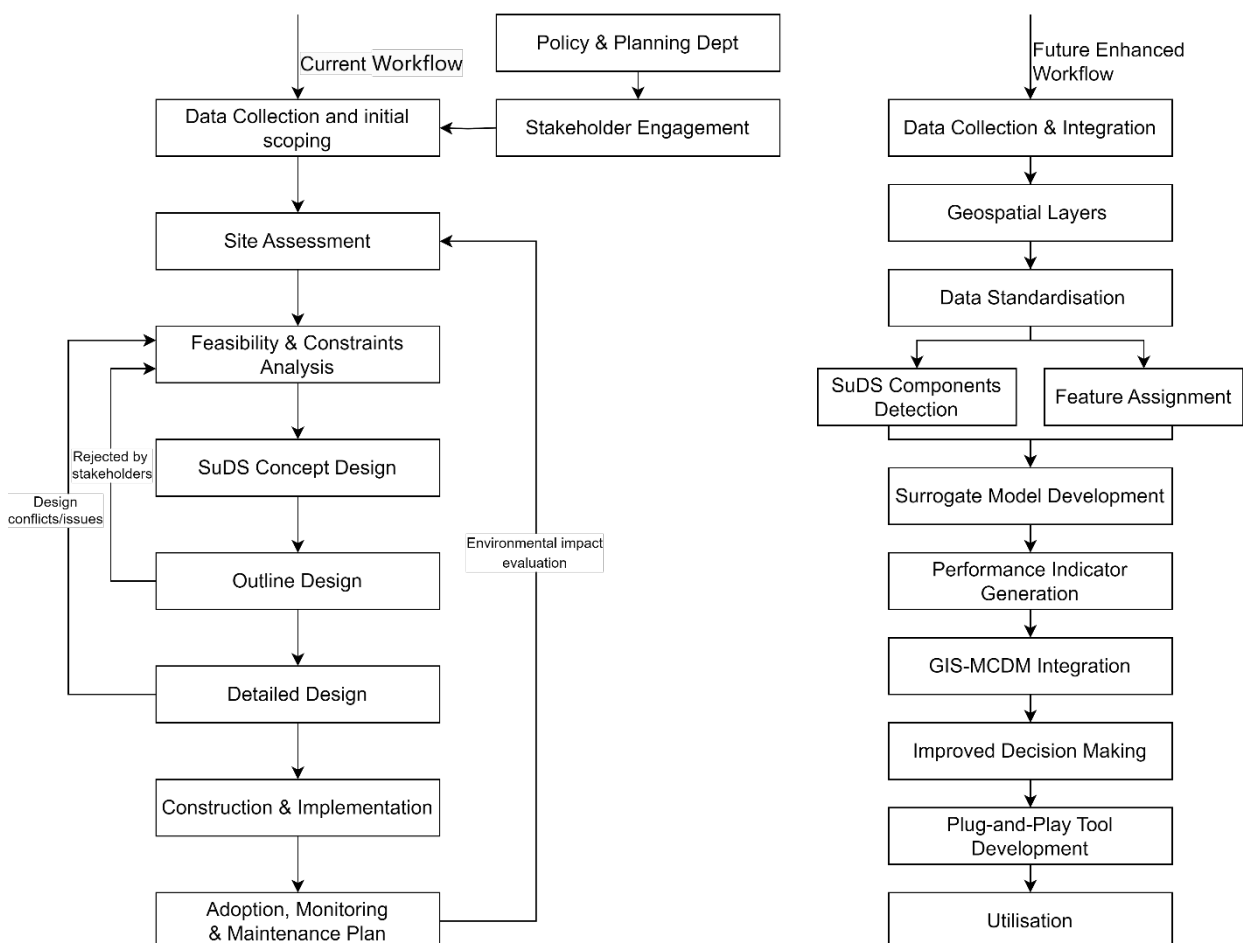 Current Workflow
Policy & Planning Dept
Data Collection and initial
scoping
Stakeholder Engagement
Site Assessment
Feasibility & Constraints
Analysis
Rejected by
stakeholders
SuDS Concept Design
Design
conflicts/issues
Outline Design
Environmental impact
evaluation
Detailed Design
Construction & Implementation
Adoption, Monitoring
& Maintenance Plan
Future Enhanced
Workflow
Data Collection & Integration
Geospatial Layers
Data Standardisation
SuDS Components
Detection
Feature Assignment
Surrogate Model Development
Performance Indicator
Generation
GIS-MCDM Integration
Improved Decision Making
Plug-and-Play Tool
Development
Utilisation